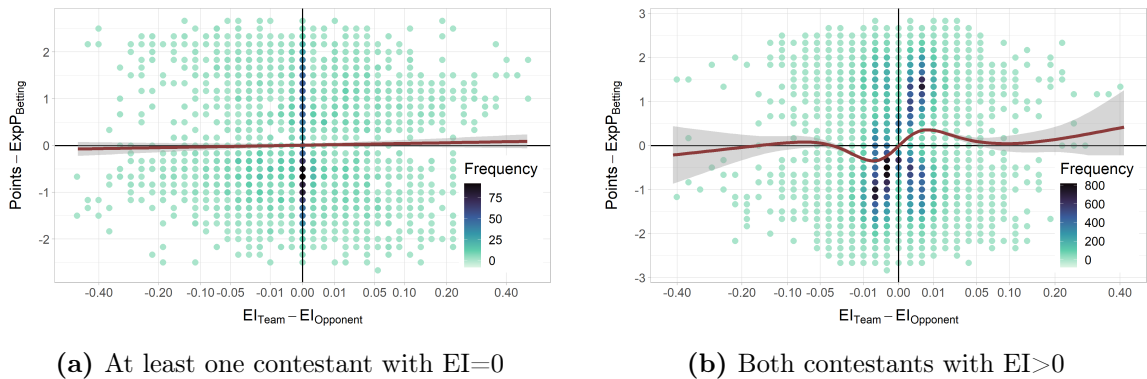 Points − ExpP_Betting
2
1
0
-1
-2
Frequency
75
50
25
0
-0.40 -0.20 -0.10 -0.05 -0.01 0.00 0.01 0.05 0.10 0.20 0.40
EI_Team − EI_Opponent
(a) At least one contestant with EI=0
Points − ExpP_Betting
3
2
1
0
-1
-2
-3
Frequency
800
600
400
200
0
-0.40 -0.20 -0.10 -0.05 -0.01 0.00 0.01 0.05 0.10 0.20 0.40
EI_Team − EI_Opponent
(b) Both contestants with EI>0